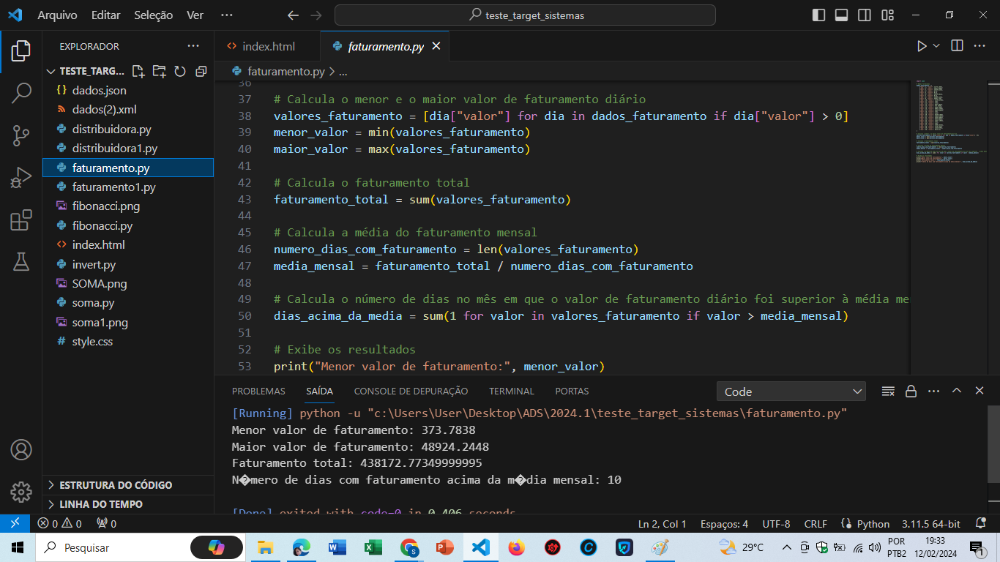 Arquivo Editar Seleção Ver ··· teste_target_sistemas
EXPLORADOR ···
TESTE_TARG...
dados.json
dados(2).xml
distribuidora.py
distribuidora1.py
faturamento.py
faturamento1.py
fibonacci.png
fibonacci.py
index.html
invert.py
SOMA.png
soma.py
soma1.png
style.css
ESTRUTURA DO CÓDIGO
LINHA DO TEMPO
index.html faturamento.py
faturamento.py > ...
36
37 # Calcula o menor e o maior valor de faturamento diário
38 valores_faturamento = [dia["valor"] for dia in dados_faturamento if dia["valor"] > 0]
39 menor_valor = min(valores_faturamento)
40 maior_valor = max(valores_faturamento)
41
42 # Calcula o faturamento total
43 faturamento_total = sum(valores_faturamento)
44
45 # Calcula a média do faturamento mensal
46 numero_dias_com_faturamento = len(valores_faturamento)
47 media_mensal = faturamento_total / numero_dias_com_faturamento
48
49 # Calcula o número de dias no mês em que o valor de faturamento diário foi superior à média me
50 dias_acima_da_media = sum(1 for valor in valores_faturamento if valor > media_mensal)
51
52 # Exibe os resultados
53 print("Menor valor de faturamento:", menor_valor)
PROBLEMAS SAÍDA CONSOLE DE DEPURAÇÃO TERMINAL PORTAS Code
[Running] python -u "c:\Users\User\Desktop\ADS\2024.1\teste_target_sistemas\faturamento.py"
Menor valor de faturamento: 373.7838
Maior valor de faturamento: 48924.2448
Faturamento total: 438172.77349999995
N�mero de dias com faturamento acima da m�dia mensal: 10
[Done] exited with code=0 in 0.406 seconds
0 0 0 Ln 2, Col 1 Espaços: 4 UTF-8 CRLF Python 3.11.5 64-bit
Pesquisar 29°C POR 19:33
PTB2 12/02/2024 1